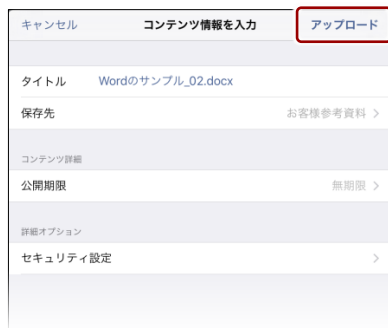 キャンセル コンテンツ情報を入力 アップロード
タイトル Wordのサンプル_02.docx
保存先 お客様参考資料 >
コンテンツ詳細
公開期限 無期限 >
詳細オプション
セキュリティ設定 >